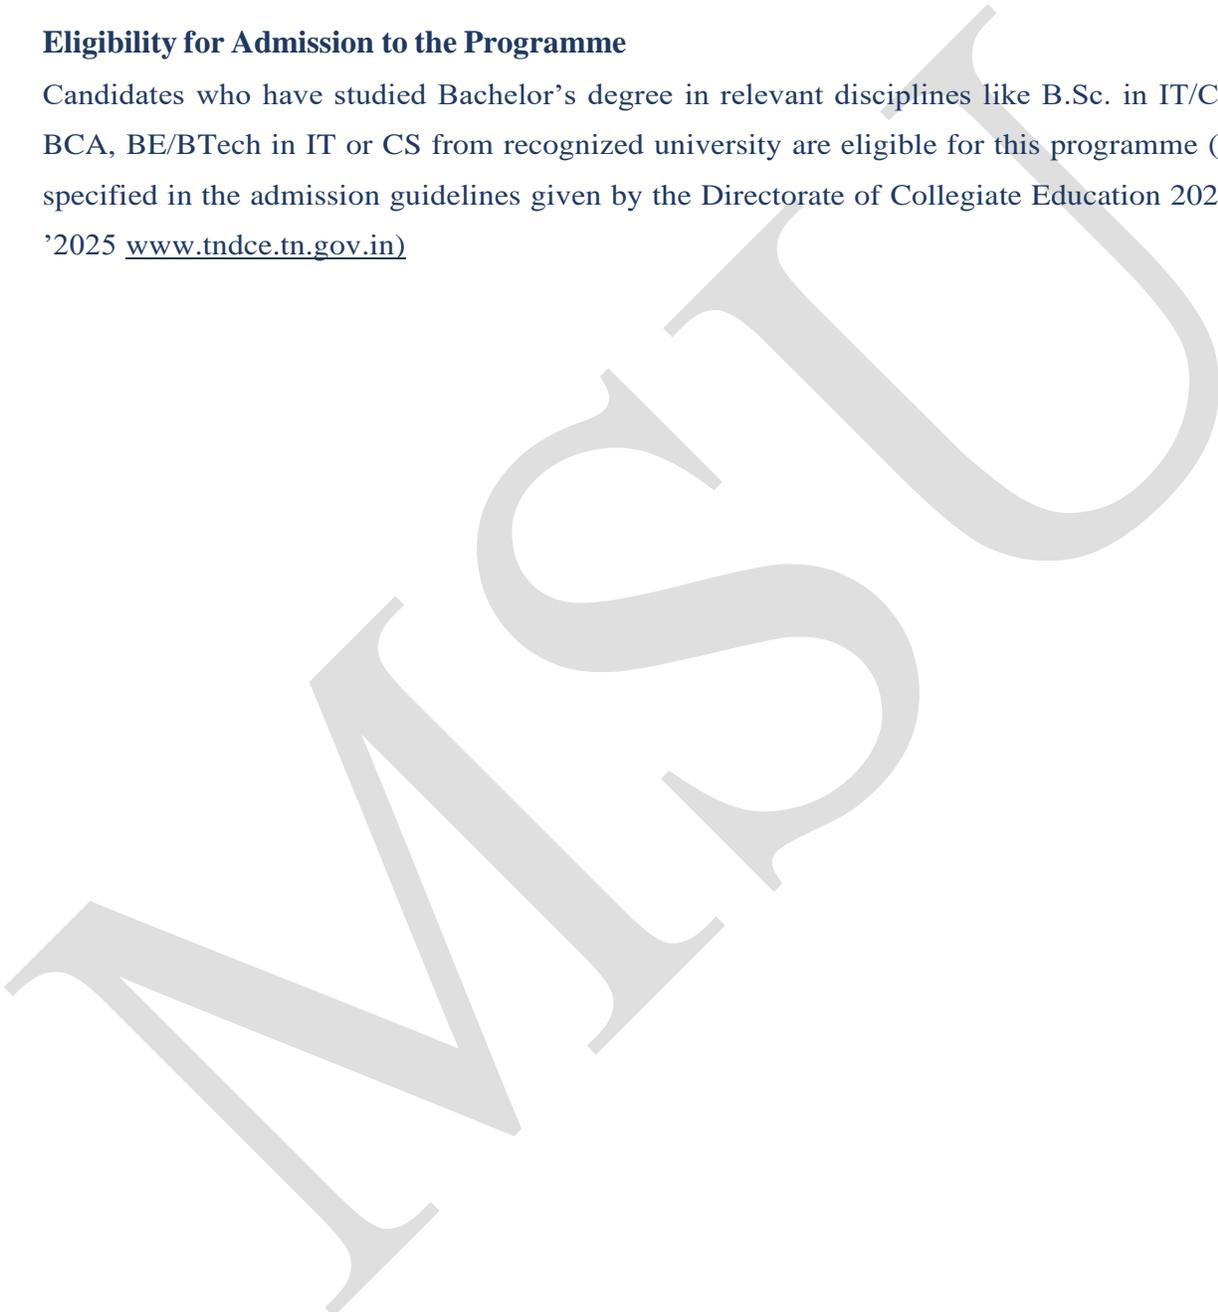 Eligibility for Admission to the Programme
Candidates who have studied Bachelor’s degree in relevant disciplines like B.Sc. in IT/C
BCA, BE/BTech in IT or CS from recognized university are eligible for this programme (
specified in the admission guidelines given by the Directorate of Collegiate Education 202
’2025 www.tndce.tn.gov.in)
MSU